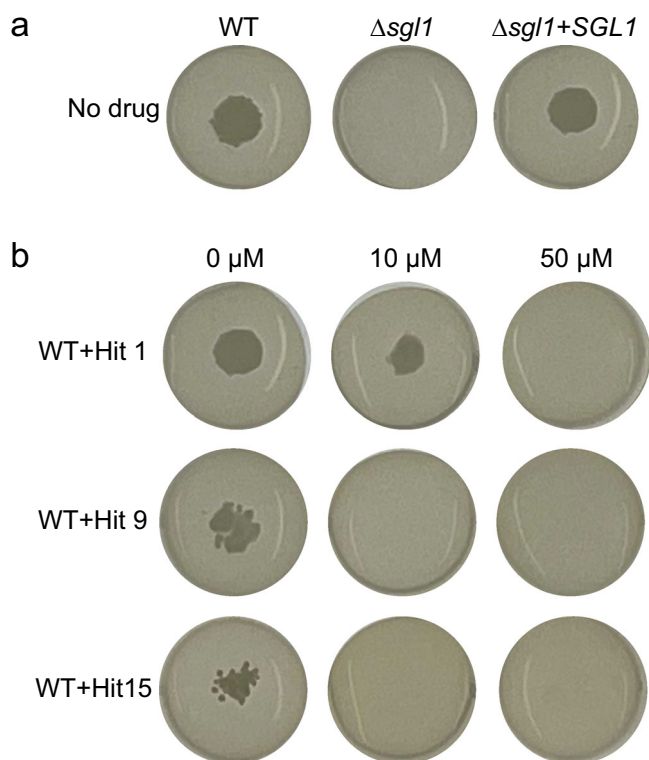 a
WT Δsgl1 Δsgl1+SGL1
No drug
b
0 µM 10 µM 50 µM
WT+Hit 1
WT+Hit 9
WT+Hit15